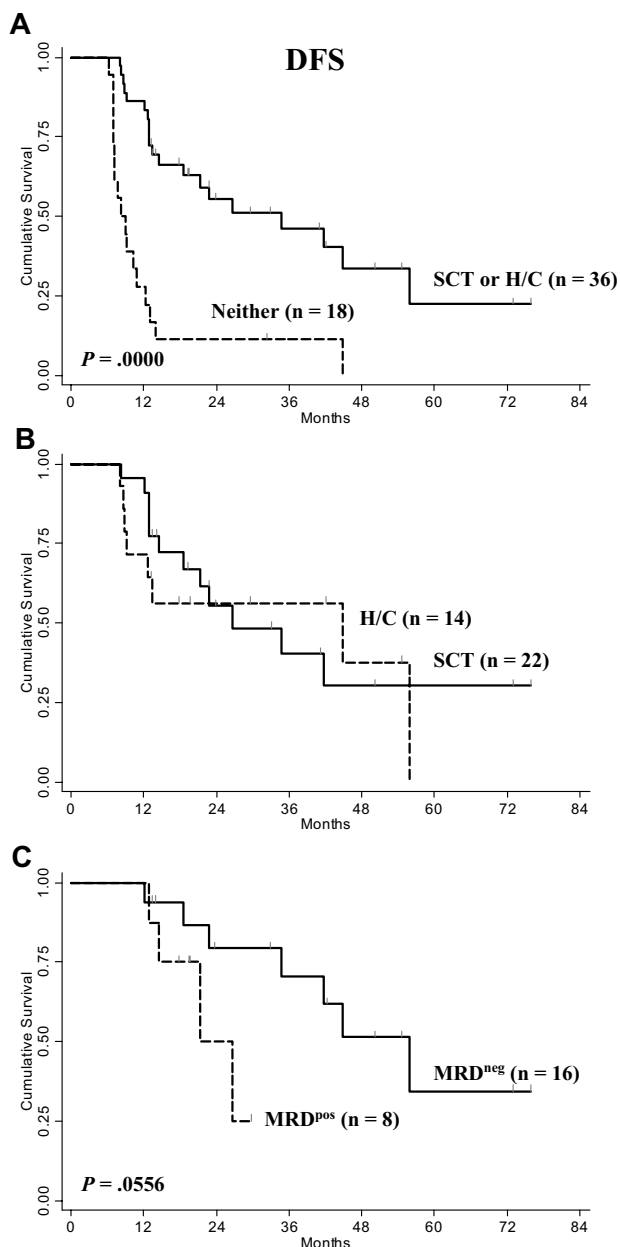 A
DFS
1.00
0.75
0.50
0.25
0.00
Cumulative Survival
SCT or H/C (n = 36)
Neither (n = 18)
P = .0000
0 12 24 36 48 60 72 84
Months
B
1.00
0.75
0.50
0.25
0.00
Cumulative Survival
H/C (n = 14)
SCT (n = 22)
0 12 24 36 48 60 72 84
Months
C
1.00
0.75
0.50
0.25
0.00
Cumulative Survival
MRDneg (n = 16)
MRDpos (n = 8)
P = .0556
0 12 24 36 48 60 72 84
Months